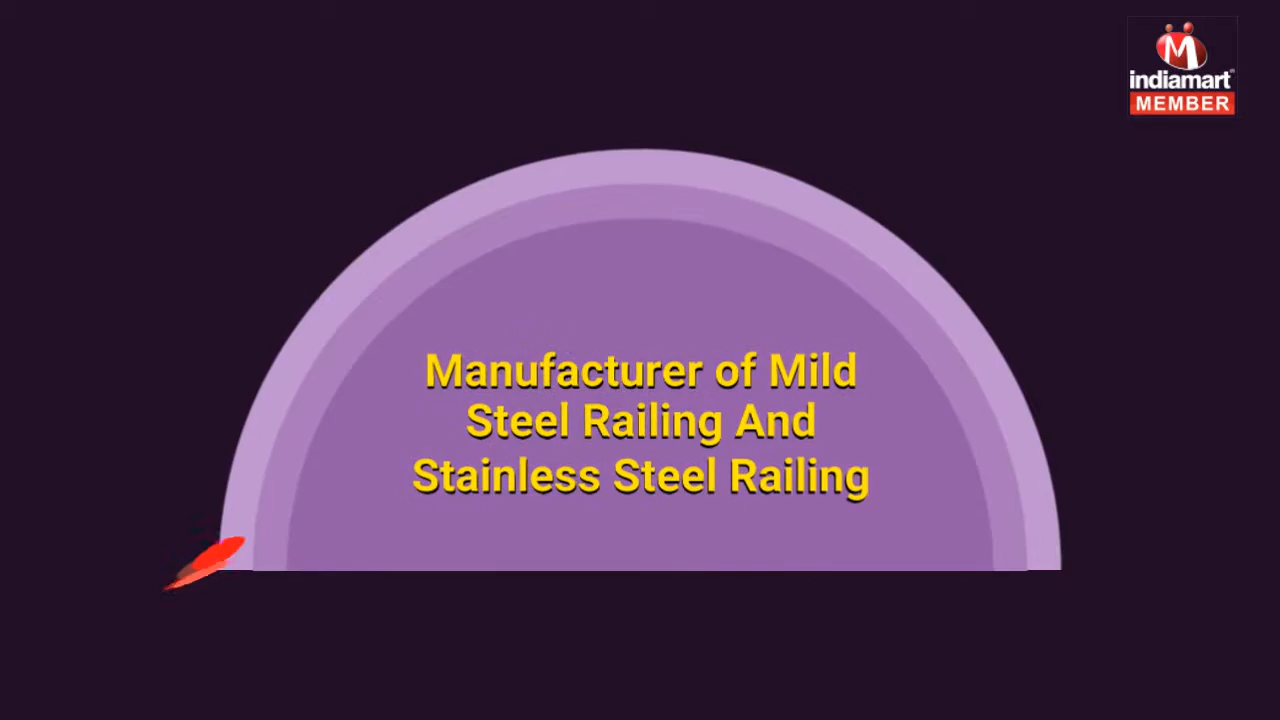 indiamart
MEMBER
Manufacturer of Mild
Steel Railing And
Stainless Steel Railing